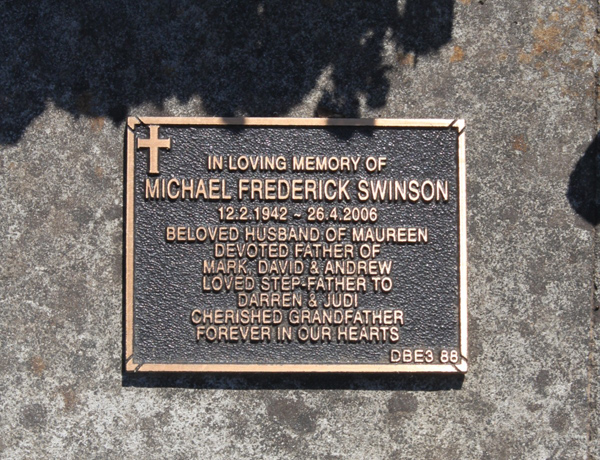 IN LOVING MEMORY OF
MICHAEL FREDERICK SWINSON
12.2.1942 ~ 26.4.2006
BELOVED HUSBAND OF MAUREEN
DEVOTED FATHER OF
MARK, DAVID & ANDREW
LOVED STEP-FATHER TO
DARREN & JUDI
CHERISHED GRANDFATHER
FOREVER IN OUR HEARTS
DBE3 88